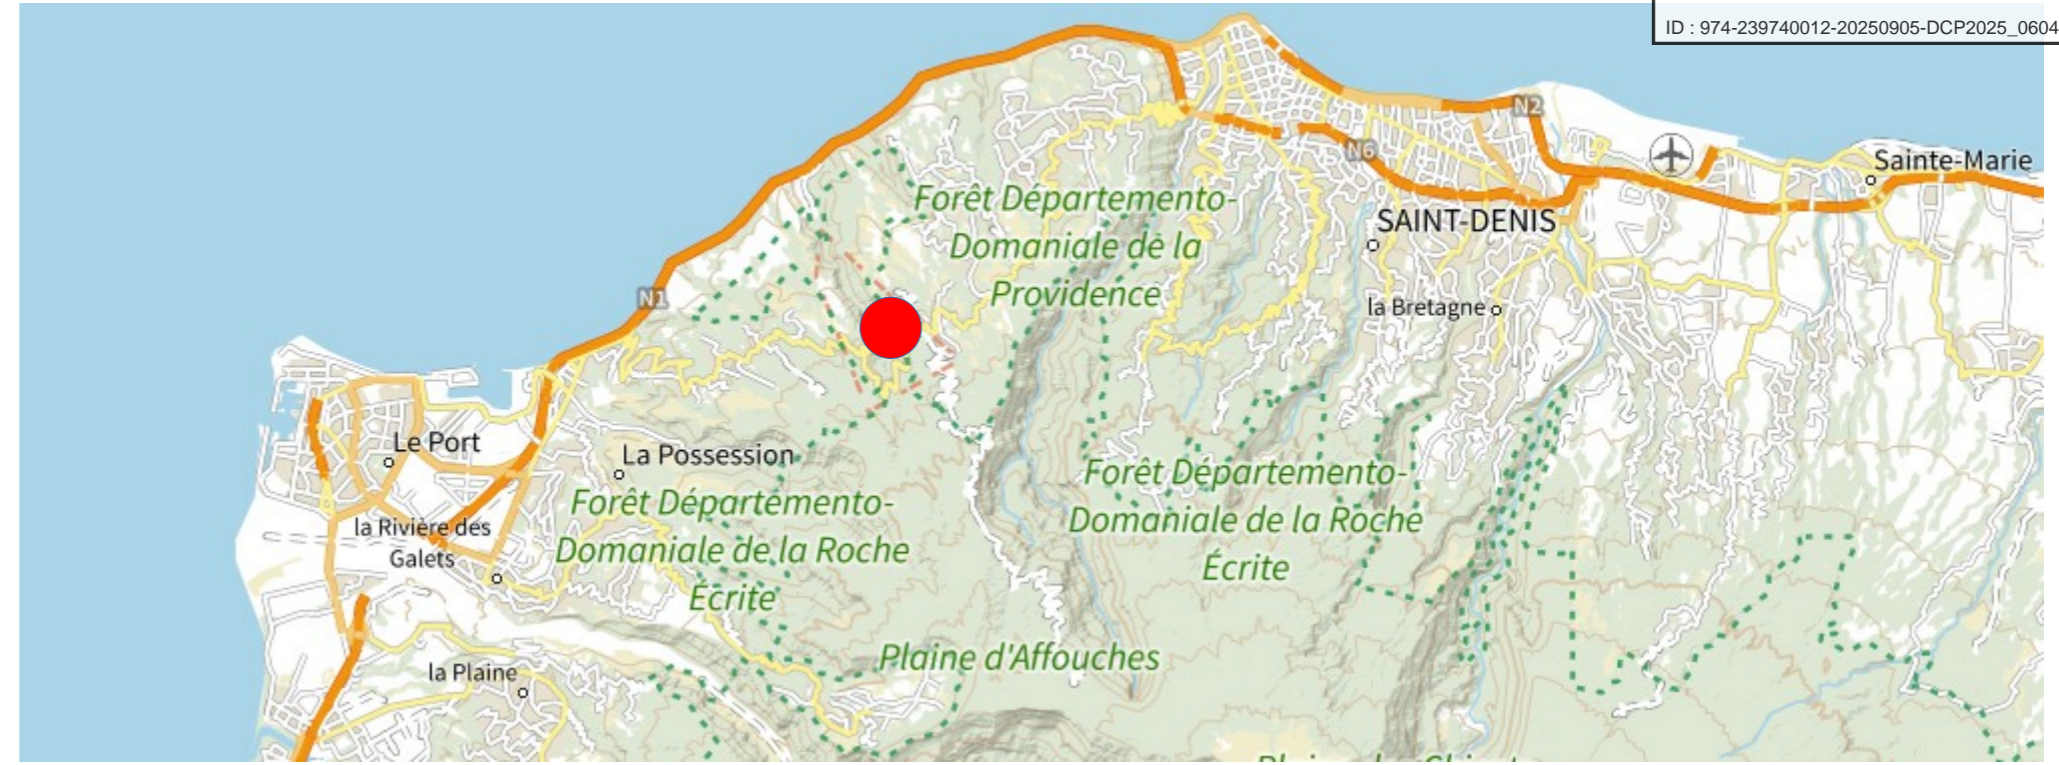 ID : 974-239740012-20250905-DCP2025_0604
N2
N6
Sainte-Marie
Forêt Départemento-
Domaniale de la
Providence
SAINT-DENIS
N1
la Bretagne
Le Port
La Possession
Forêt Départemento-
Domaniale de la Roche
Écrite
Forêt Départemento-
Domaniale de la Roche
Écrite
la Rivière des
Galets
Plaine d'Affouches
la Plaine